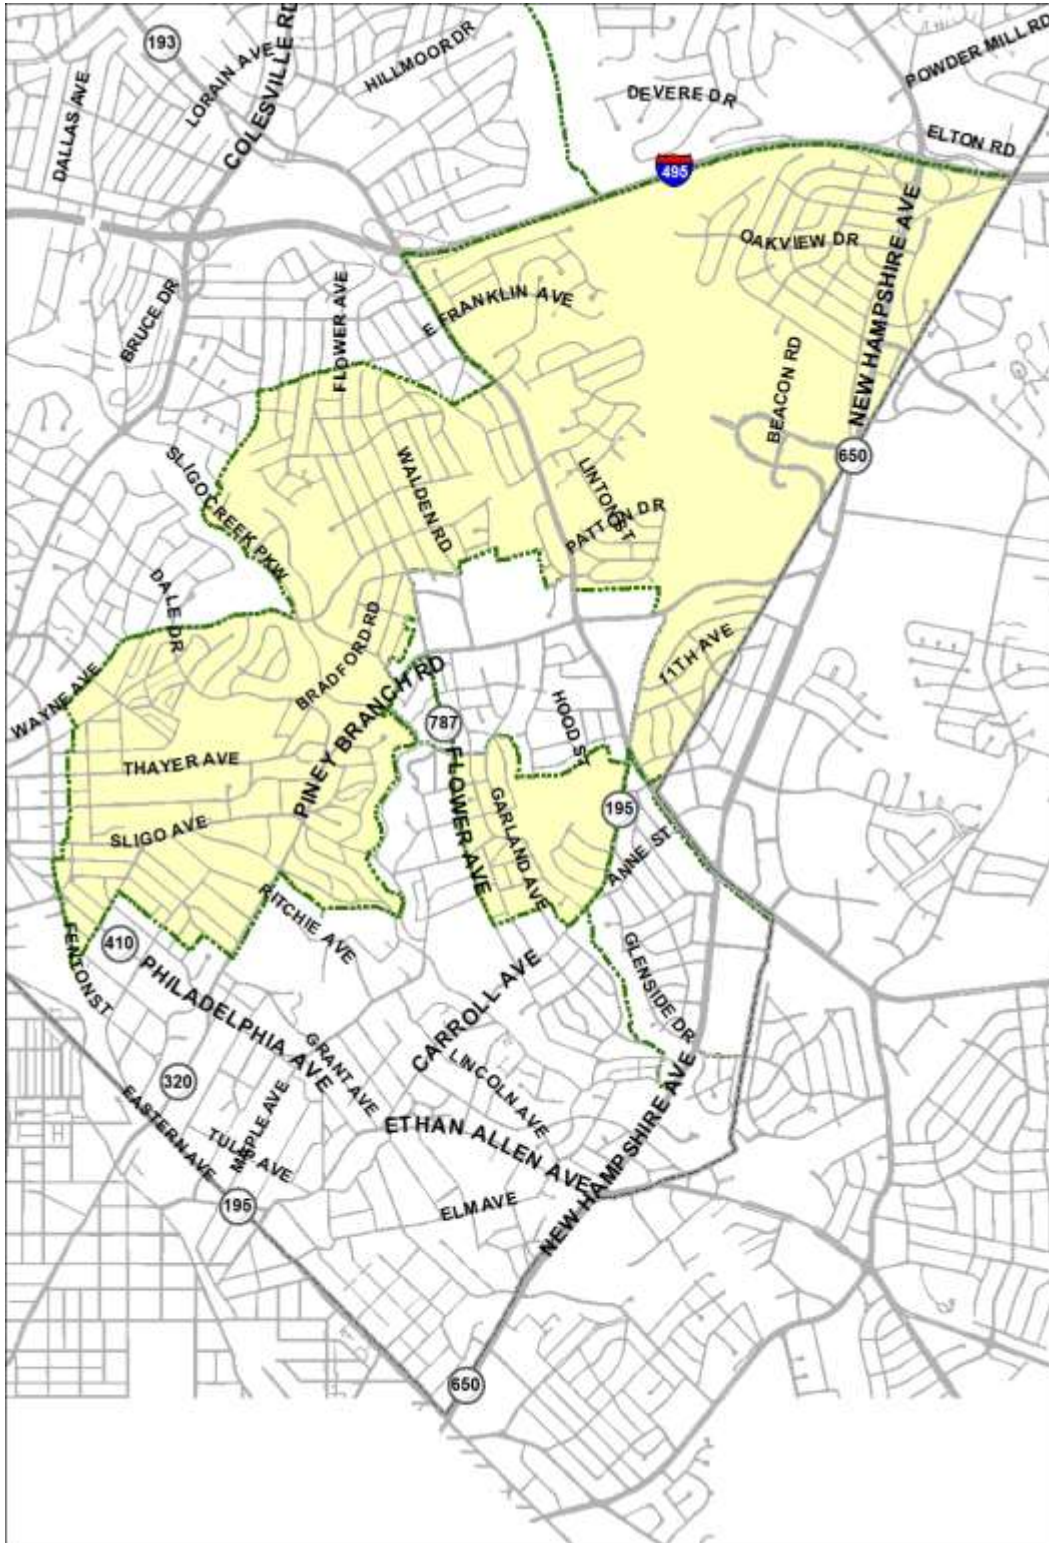 193
LORAIN AVE
COLESVILLE RD
HILLMOOR DR
POWDER MILL RD
DALLAS AVE
DEVERE DR
ELTON RD
495
OAKVIEW DR
NEW HAMPSHIRE AVE
BRUCE DR
FLOWER AVE
E FRANKLIN AVE
BEACON RD
650
SLIGO CREEK PKW
WALDEN RD
LINTON ST
PATTON DR
DALE DR
BRADFORD RD
11TH AVE
WAYNE AVE
PINEY BRANCH RD
HOOD ST
787
THAYER AVE
FLOWER AVE
GARLAND AVE
195
SLIGO AVE
ANNE ST
RITCHIE AVE
410
FENTON ST
PHILADELPHIA AVE
CARROLL AVE
GLENSIDE DR
GRANT AVE
LINCOLN AVE
320
MAPLE AVE
EASTERN AVE
TULIP AVE
ETHAN ALLEN AVE
NEW HAMPSHIRE AVE
195
ELM AVE
650